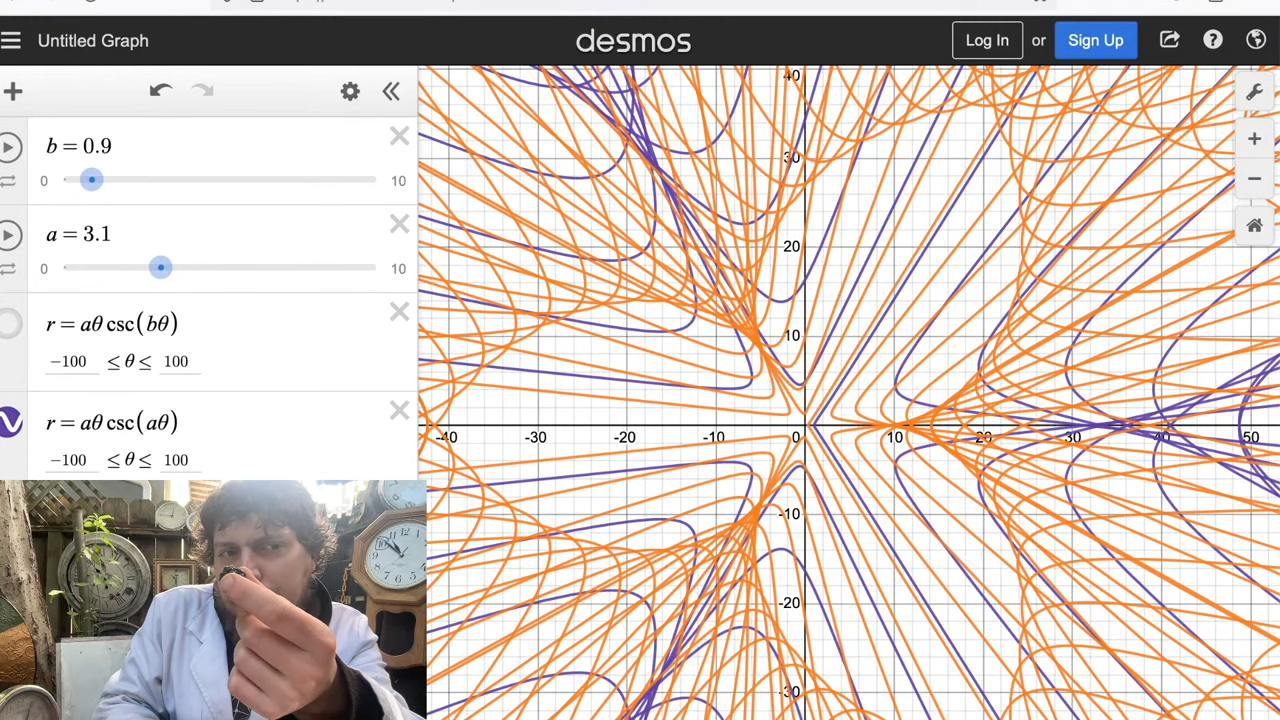 Untitled Graph
desmos
Log In or Sign Up
b = 0.9
0 10
a = 3.1
0 10
r = aθ csc(bθ)
−100 ≤ θ ≤ 100
r = aθ csc(aθ)
−100 ≤ θ ≤ 100
40
30
20
10
-40 -30 -20 -10 0 10 20 30 40 50
-10
-20
-30